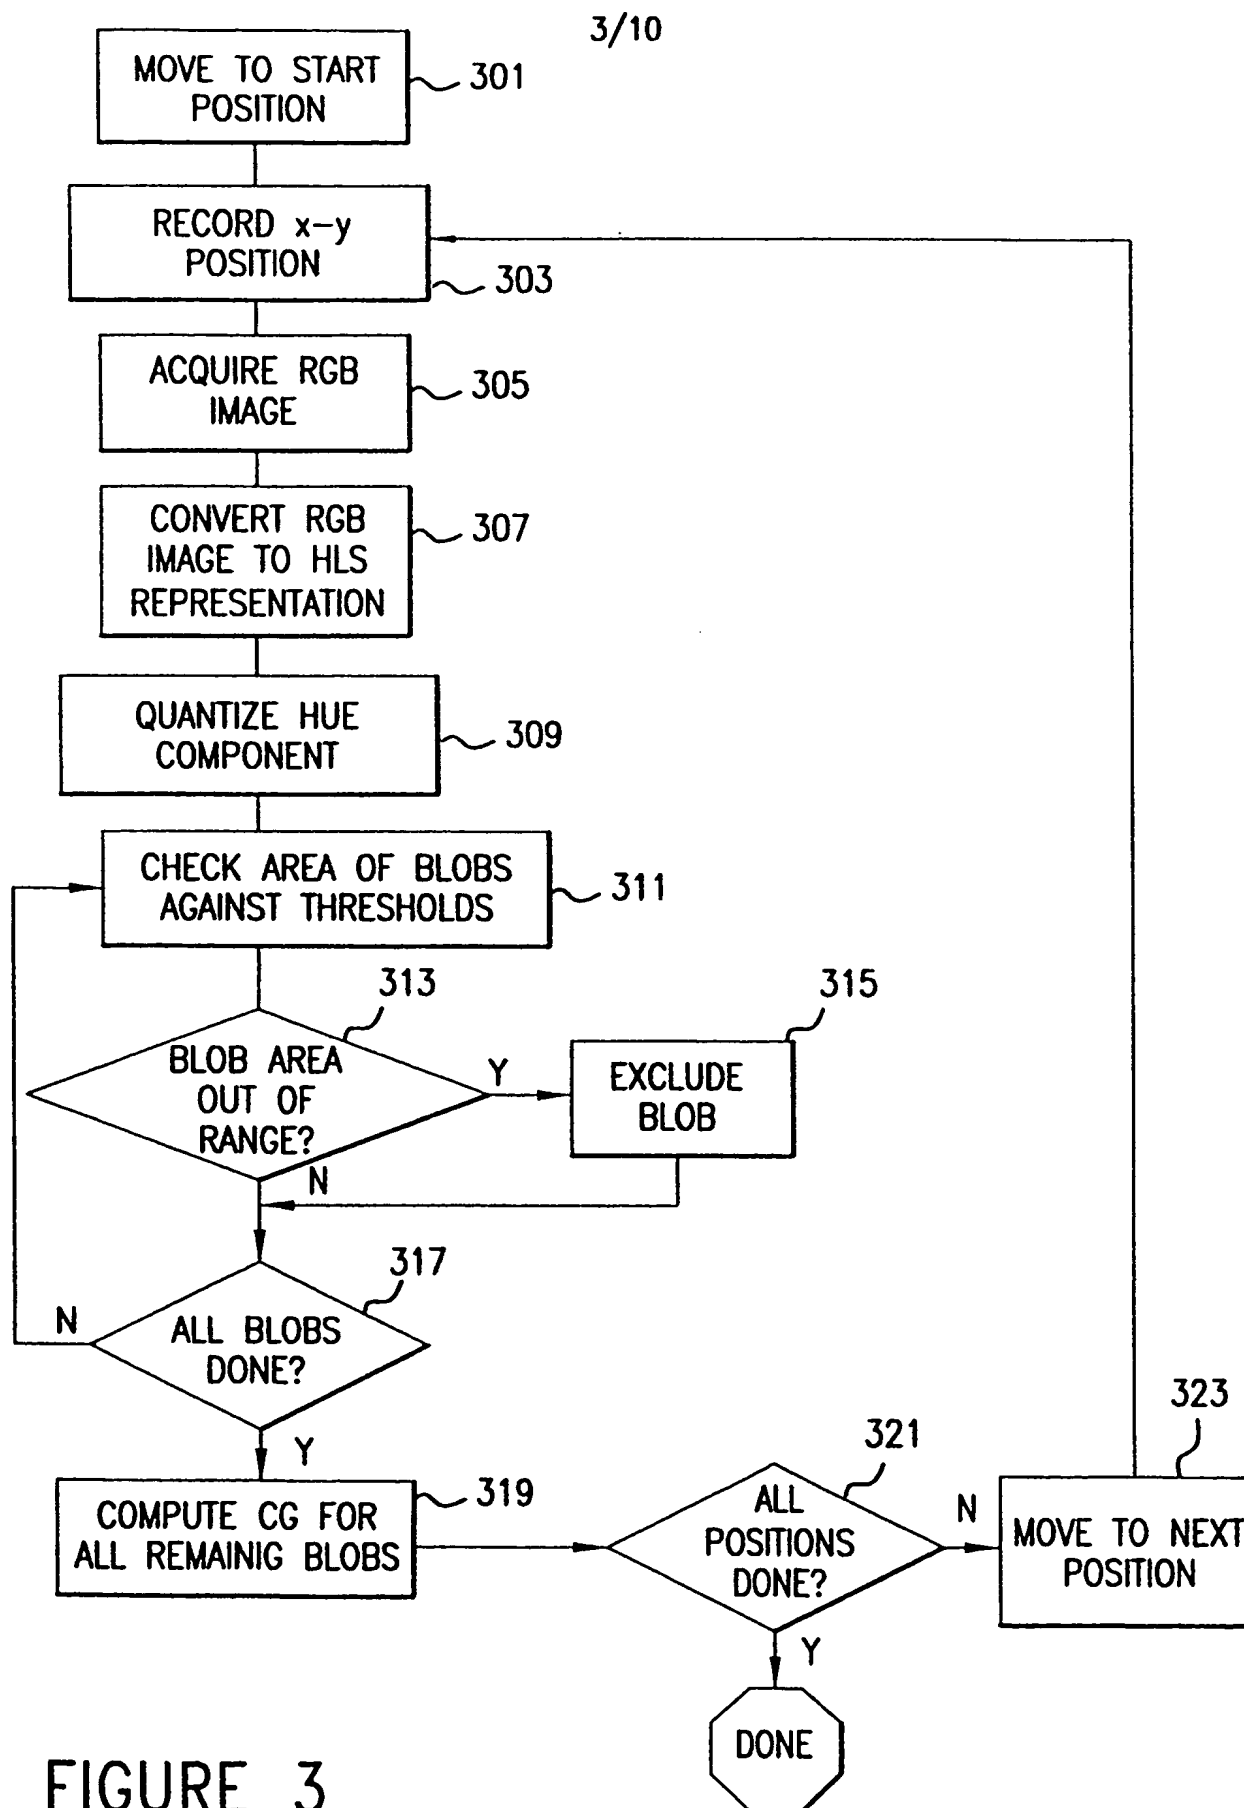 3/10
MOVE TO START
POSITION
301
RECORD x-y
POSITION
303
ACQUIRE RGB
IMAGE
305
CONVERT RGB
IMAGE TO HLS
REPRESENTATION
307
QUANTIZE HUE
COMPONENT
309
CHECK AREA OF BLOBS
AGAINST THRESHOLDS
311
313
BLOB AREA
OUT OF
RANGE?
Y
N
315
EXCLUDE
BLOB
317
ALL BLOBS
DONE?
N
Y
COMPUTE CG FOR
ALL REMAINIG BLOBS
319
321
ALL
POSITIONS
DONE?
N
Y
323
MOVE TO NEXT
POSITION
DONE
FIGURE 3